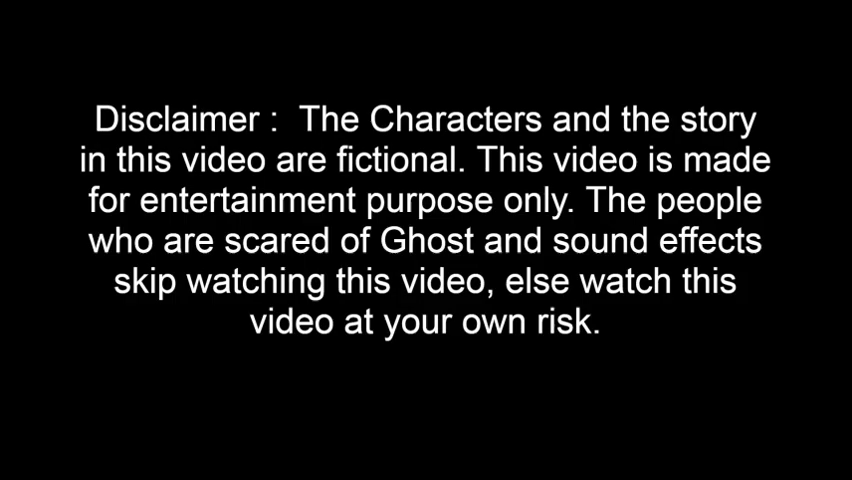 Disclaimer :  The Characters and the story
in this video are fictional. This video is made
for entertainment purpose only. The people
who are scared of Ghost and sound effects
skip watching this video, else watch this
video at your own risk.